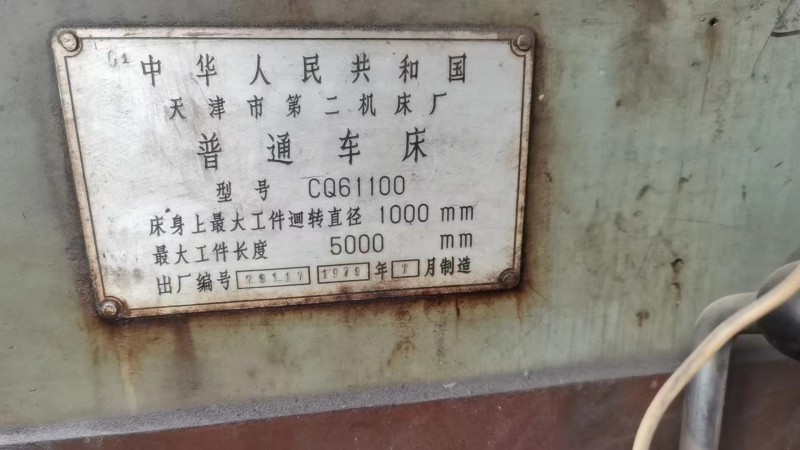 中华人民共和国
天津市第二机床厂
普通车床
型号 CQ61100
床身上最大工件迴转直径 1000 mm
最大工件长度 5000 mm
出厂编号 1979 年 7 月制造